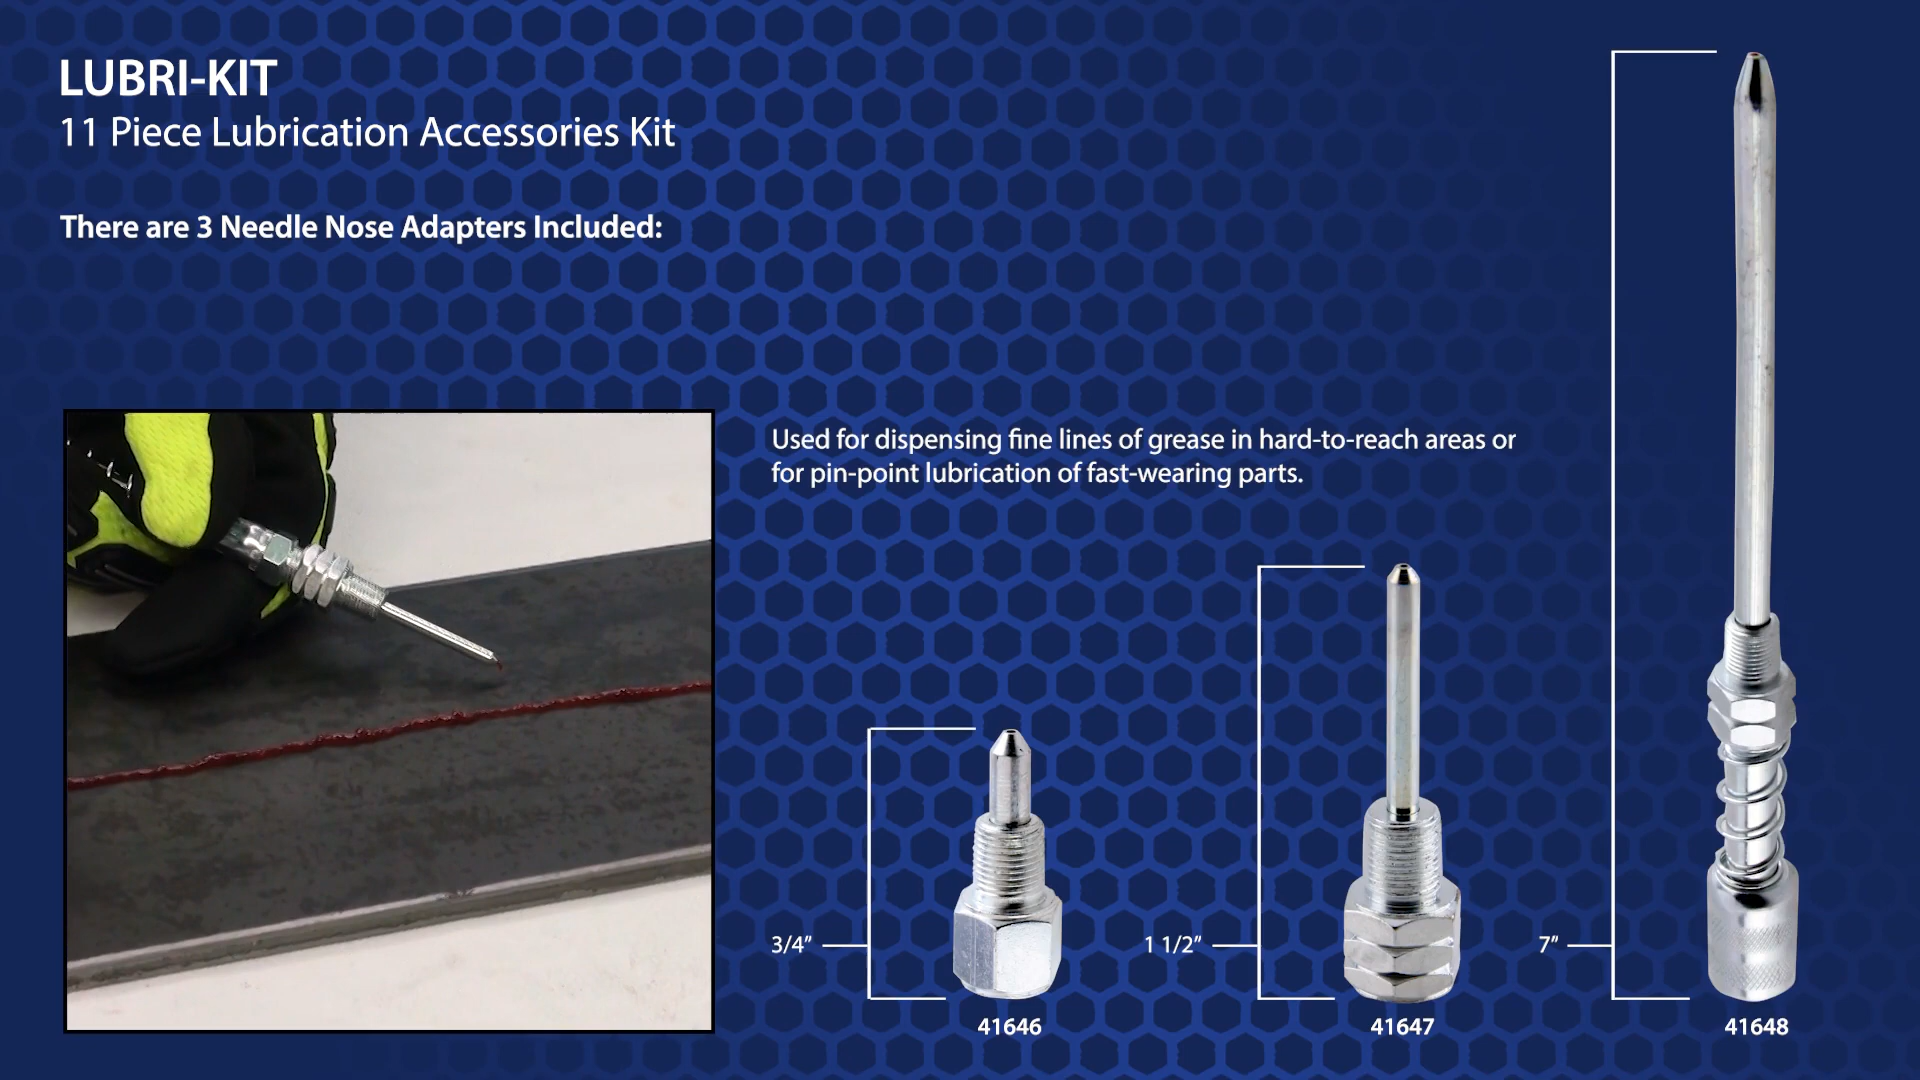 LUBRI-KIT
11 Piece Lubrication Accessories Kit
There are 3 Needle Nose Adapters Included:
Used for dispensing fine lines of grease in hard-to-reach areas or
for pin-point lubrication of fast-wearing parts.
3/4”
1 1/2”
7”
41646
41647
41648